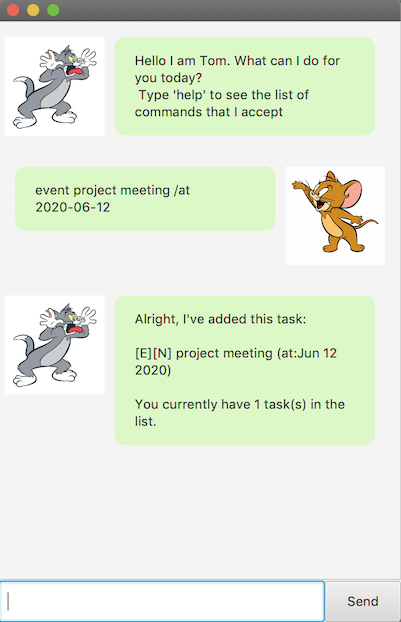 Hello I am Tom. What can I do for
you today?
Type 'help' to see the list of
commands that I accept
event project meeting /at
2020-06-12
Alright, I've added this task:
[E][N] project meeting (at:Jun 12
2020)
You currently have 1 task(s) in the
list.
Send